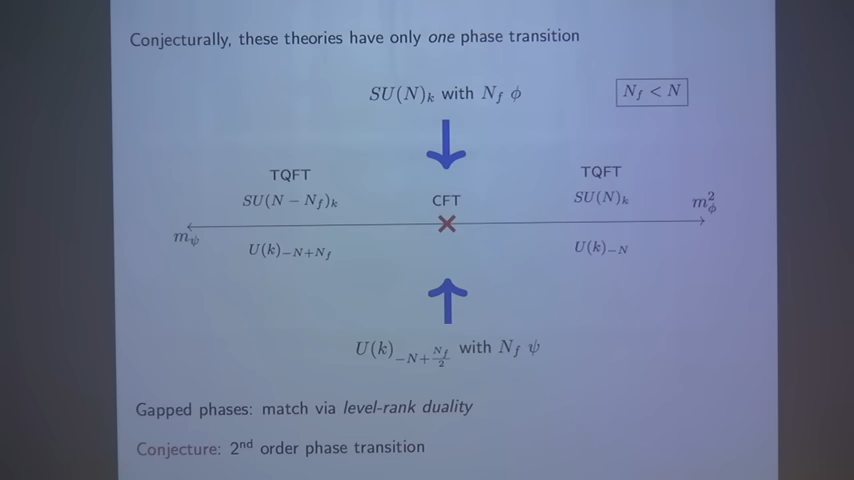 Conjecturally, these theories have only one phase transition
SU(N)_k with N_f ϕ
N_f < N
TQFT
TQFT
SU(N − N_f)_k
CFT
SU(N)_k
m_ϕ^2
m_ψ
U(k)_{−N+N_f}
U(k)_{−N}
U(k)_{−N+\frac{N_f}{2}} with N_f ψ
Gapped phases: match via level-rank duality
Conjecture: 2nd order phase transition